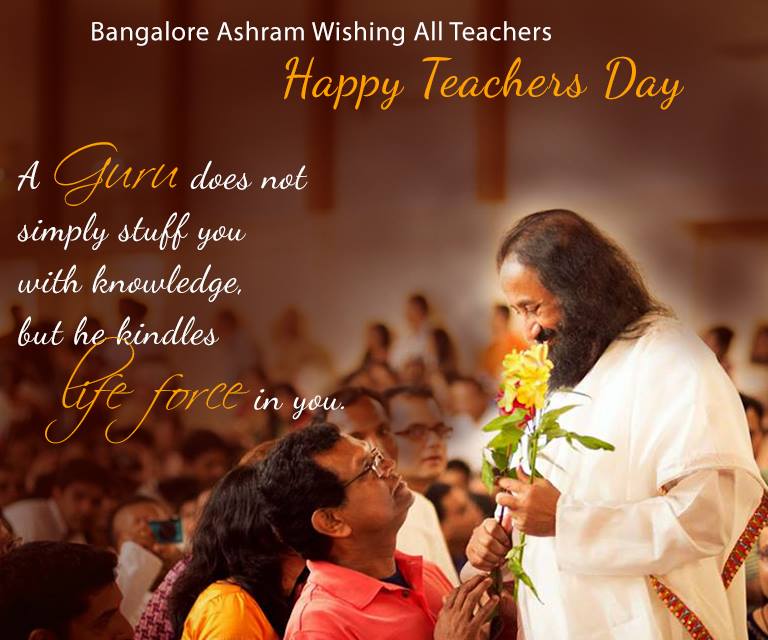 Bangalore Ashram Wishing All Teachers
Happy Teachers Day
A Guru does not
simply stuff you
with knowledge,
but he kindles
life force in you.